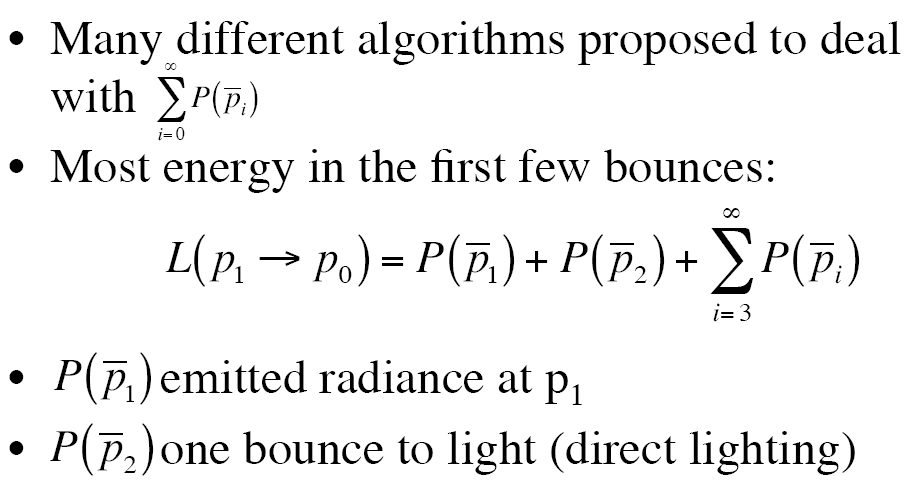 • Many different algorithms proposed to deal
with $\sum_{i=0}^{\infty} P(\overline{p}_i)$
• Most energy in the first few bounces:
$L(p_1 \rightarrow p_0) = P(\overline{p}_1) + P(\overline{p}_2) + \sum_{i=3}^{\infty} P(\overline{p}_i)$
• $P(\overline{p}_1)$ emitted radiance at p₁
• $P(\overline{p}_2)$ one bounce to light (direct lighting)